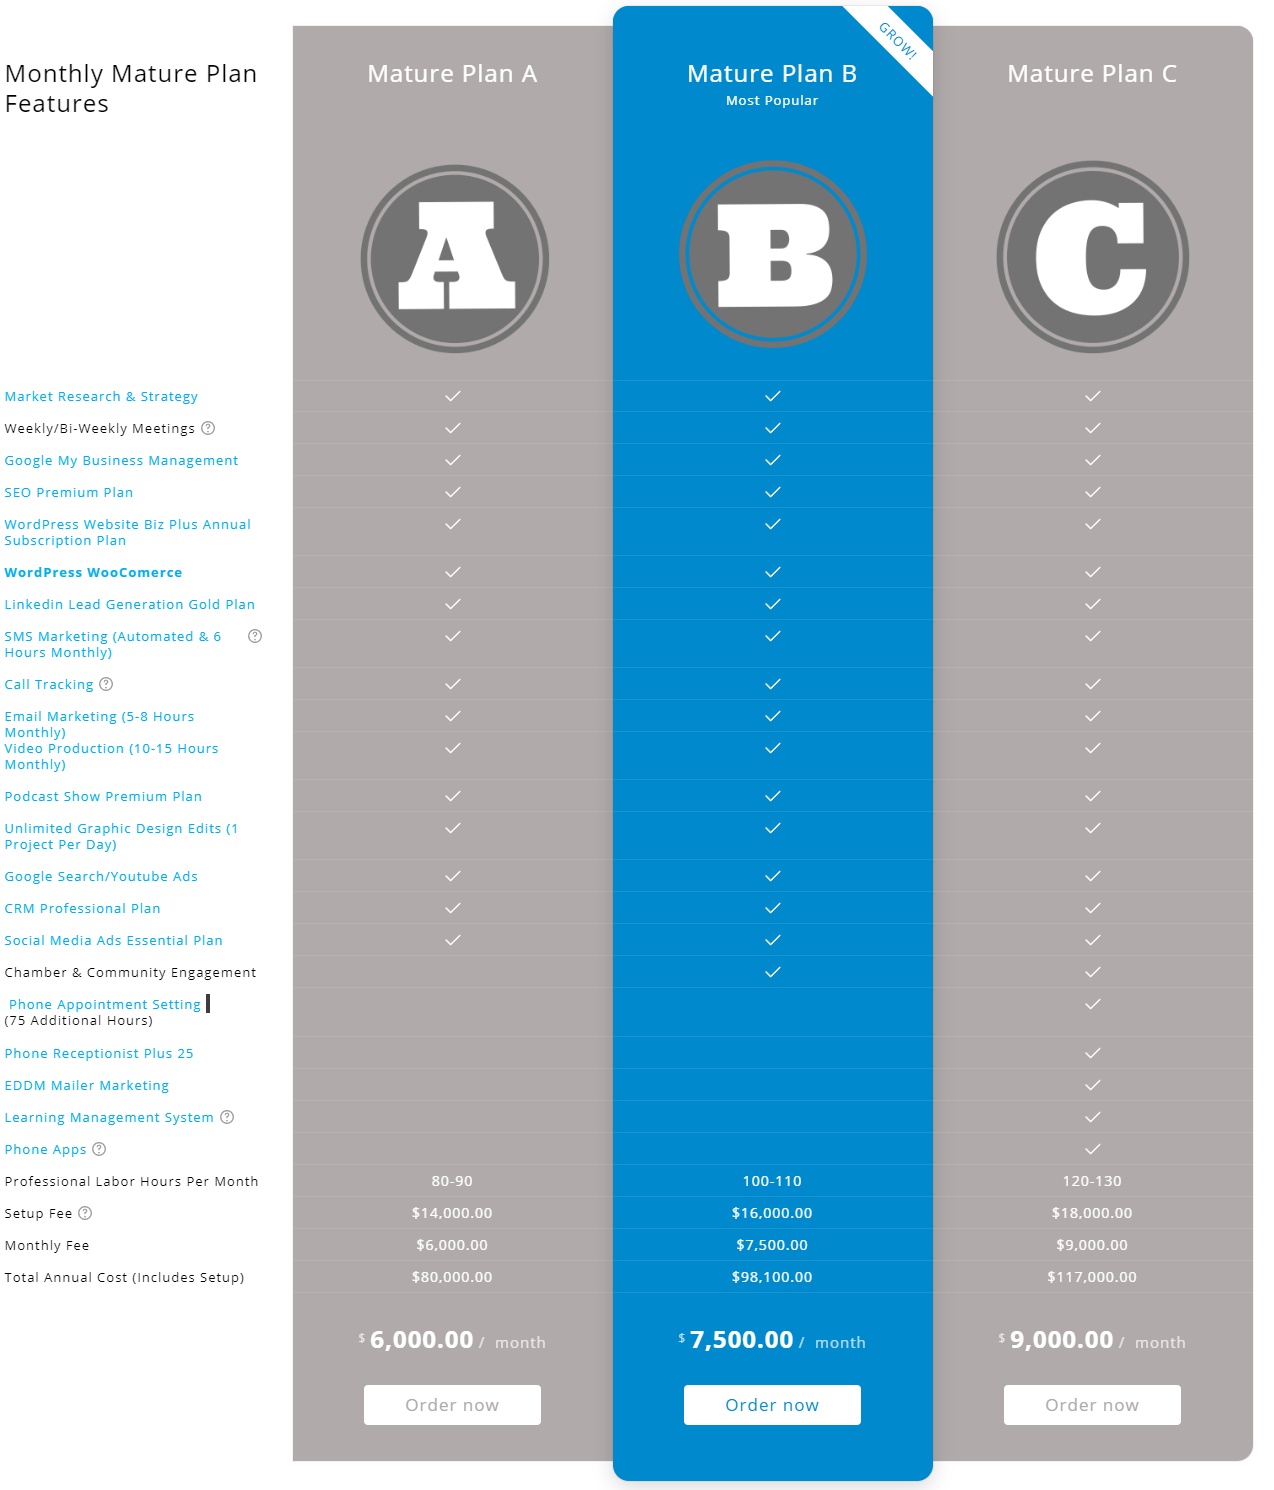 GROW!
Monthly Mature Plan
Features
Mature Plan A
Mature Plan B
Most Popular
Mature Plan C
A
B
C
Market Research & Strategy
Weekly/Bi-Weekly Meetings ?
Google My Business Management
SEO Premium Plan
WordPress Website Biz Plus Annual
Subscription Plan
WordPress WooComerce
Linkedin Lead Generation Gold Plan
SMS Marketing (Automated & 6 ?
Hours Monthly)
Call Tracking ?
Email Marketing (5-8 Hours
Monthly)
Video Production (10-15 Hours
Monthly)
Podcast Show Premium Plan
Unlimited Graphic Design Edits (1
Project Per Day)
Google Search/Youtube Ads
CRM Professional Plan
Social Media Ads Essential Plan
Chamber & Community Engagement
Phone Appointment Setting
(75 Additional Hours)
Phone Receptionist Plus 25
EDDM Mailer Marketing
Learning Management System ?
Phone Apps ?
Professional Labor Hours Per Month 80-90 100-110 120-130
Setup Fee ? $14,000.00 $16,000.00 $18,000.00
Monthly Fee $6,000.00 $7,500.00 $9,000.00
Total Annual Cost (Includes Setup) $80,000.00 $98,100.00 $117,000.00
$ 6,000.00 / month $ 7,500.00 / month $ 9,000.00 / month
Order now Order now Order now